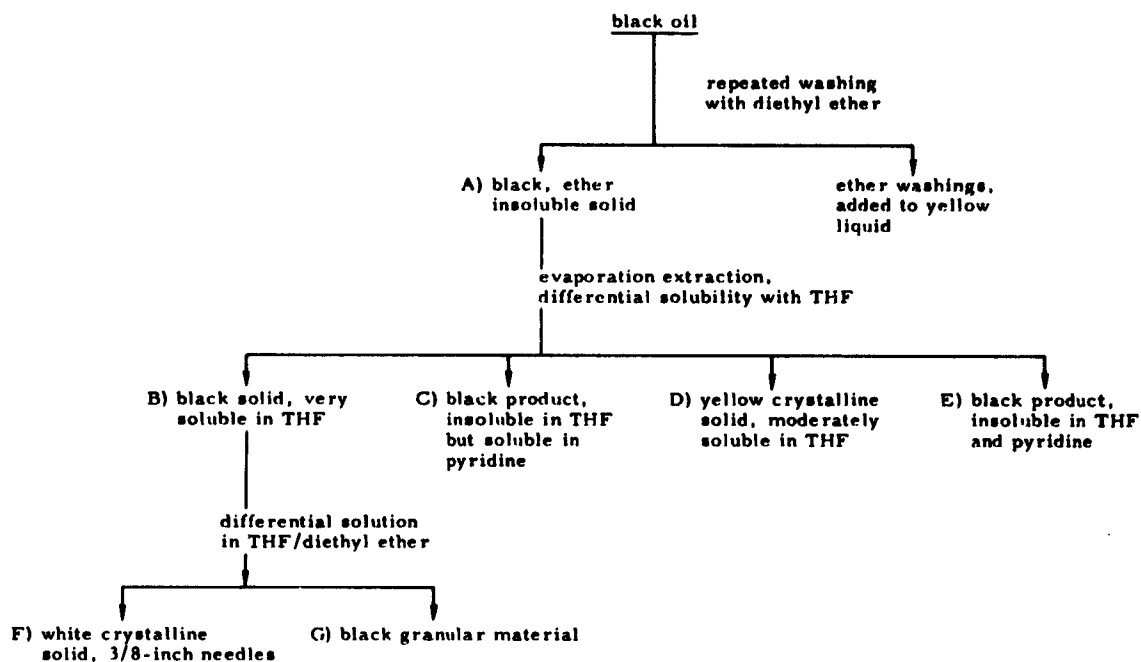 black oil
repeated washing
with diethyl ether
A) black, ether
insoluble solid
ether washings,
added to yellow
liquid
evaporation extraction,
differential solubility with THF
B) black solid, very
soluble in THF
C) black product,
insoluble in THF
but soluble in
pyridine
D) yellow crystalline
solid, moderately
soluble in THF
E) black product,
insoluble in THF
and pyridine
differential solution
in THF/diethyl ether
F) white crystalline
solid, 3/8-inch needles
G) black granular material